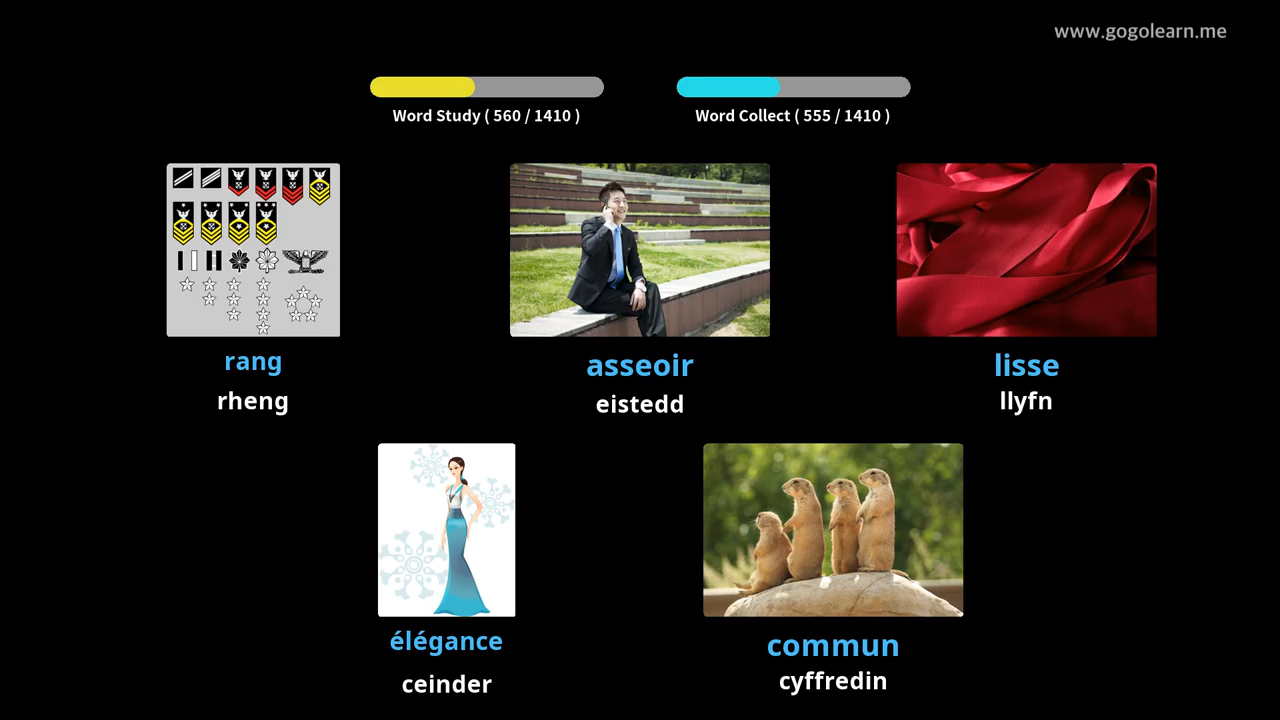 www.gogolearn.me
Word Study ( 560 / 1410 )
Word Collect ( 555 / 1410 )
rang
rheng
asseoir
eistedd
lisse
llyfn
élégance
ceinder
commun
cyffredin